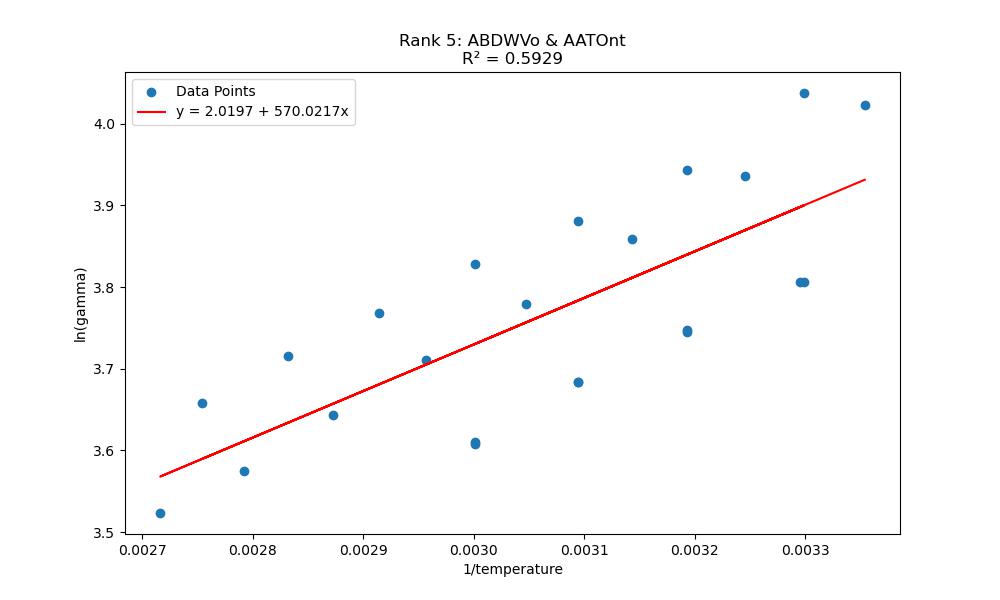 Rank 5: ABDWVo & AATOnt
R² = 0.5929
Data Points
y = 2.0197 + 570.0217x
4.0
3.9
3.8
3.7
3.6
3.5
ln(gamma)
0.0027 0.0028 0.0029 0.0030 0.0031 0.0032 0.0033
1/temperature